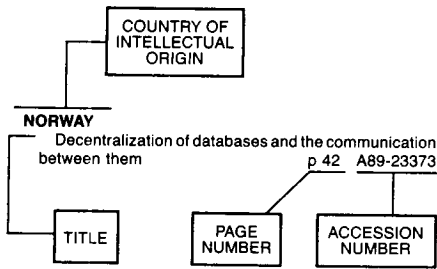 COUNTRY OF
INTELLECTUAL
ORIGIN
NORWAY
Decentralization of databases and the communication
between them p 42 A89-23373
TITLE
PAGE
NUMBER
ACCESSION
NUMBER